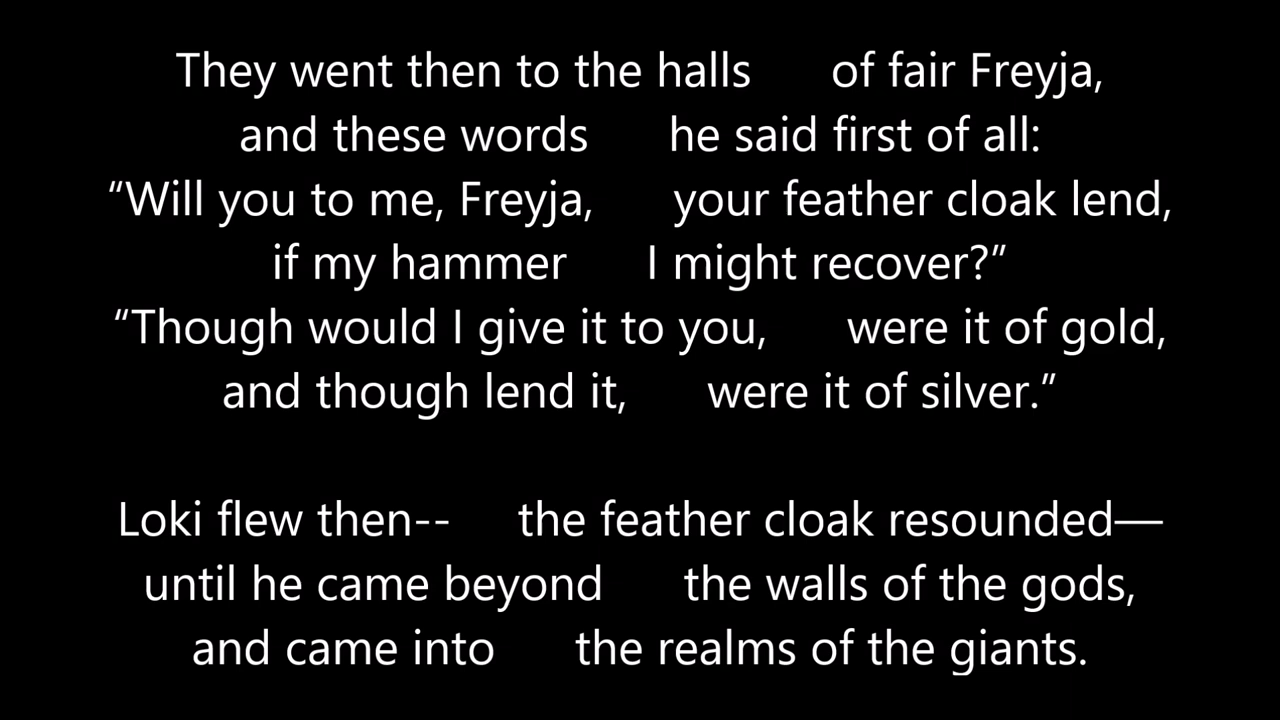 They went then to the halls of fair Freyja,
and these words he said first of all:
“Will you to me, Freyja, your feather cloak lend,
if my hammer I might recover?”
“Though would I give it to you, were it of gold,
and though lend it, were it of silver.”
Loki flew then-- the feather cloak resounded—
until he came beyond the walls of the gods,
and came into the realms of the giants.